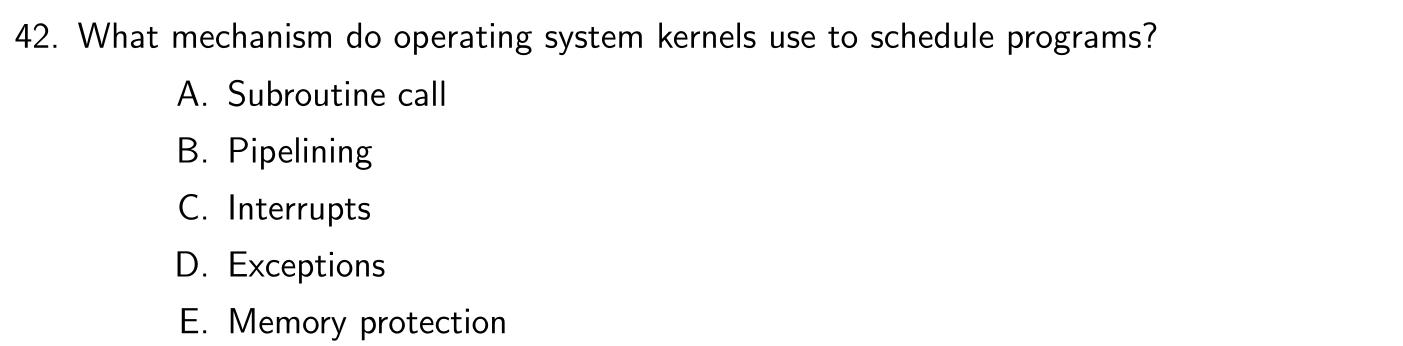 42. What mechanism do operating system kernels use to schedule programs?
A. Subroutine call
B. Pipelining
C. Interrupts
D. Exceptions
E. Memory protection